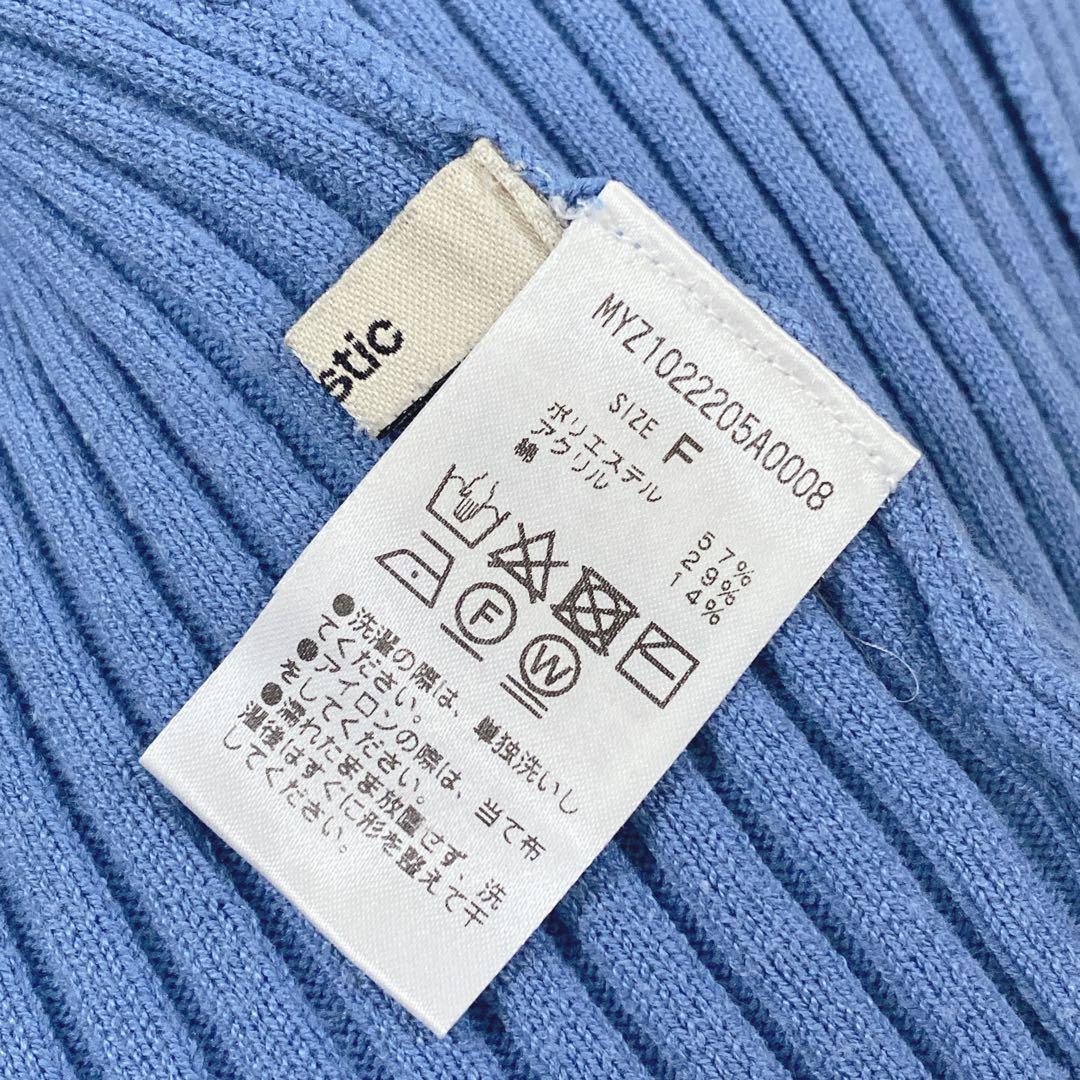 stic
MYZ1022205A0008
SIZE F
ポリエステル 57%
アクリル 29%
綿 14%
F
W
●洗濯の際は、単独洗いし
てください。
●アイロンの際は、当て布
をしてください。
●濡れたまま放置せず、洗
濯後はすぐに形を整えて干
してください。